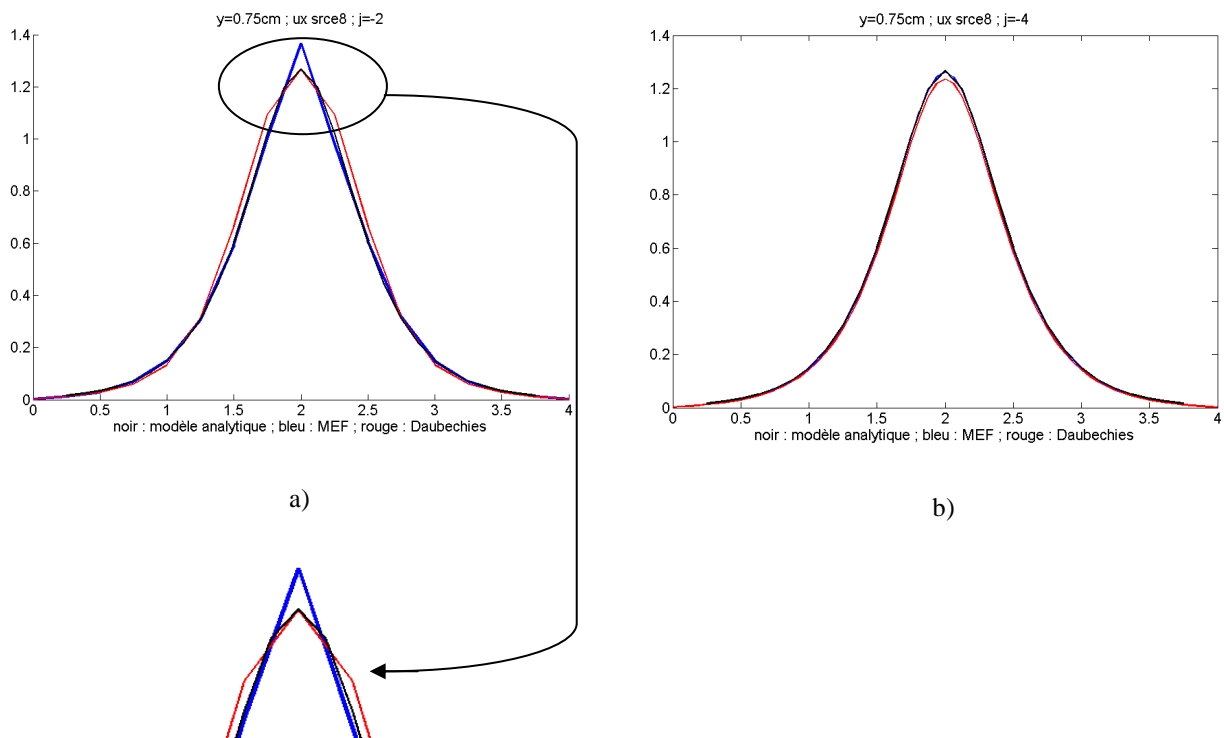 y=0.75cm ; ux srce8 ; j=-2
1.4
1.2
1
0.8
0.6
1.4
0.2
0
0 0.5 1 1.5 2 2.5 3 3.5 4
noir : modèle analytique ; bleu : MEF ; rouge : Daubechies
a)
y=0.75cm ; ux srce8 ; j=-4
1.4
1.2
1
0.8
0.6
0.4
0.2
0
0 0.5 1 1.5 2 2.5 3 3.5 4
noir : modèle analytique ; bleu : MEF ; rouge : Daubechies
b)